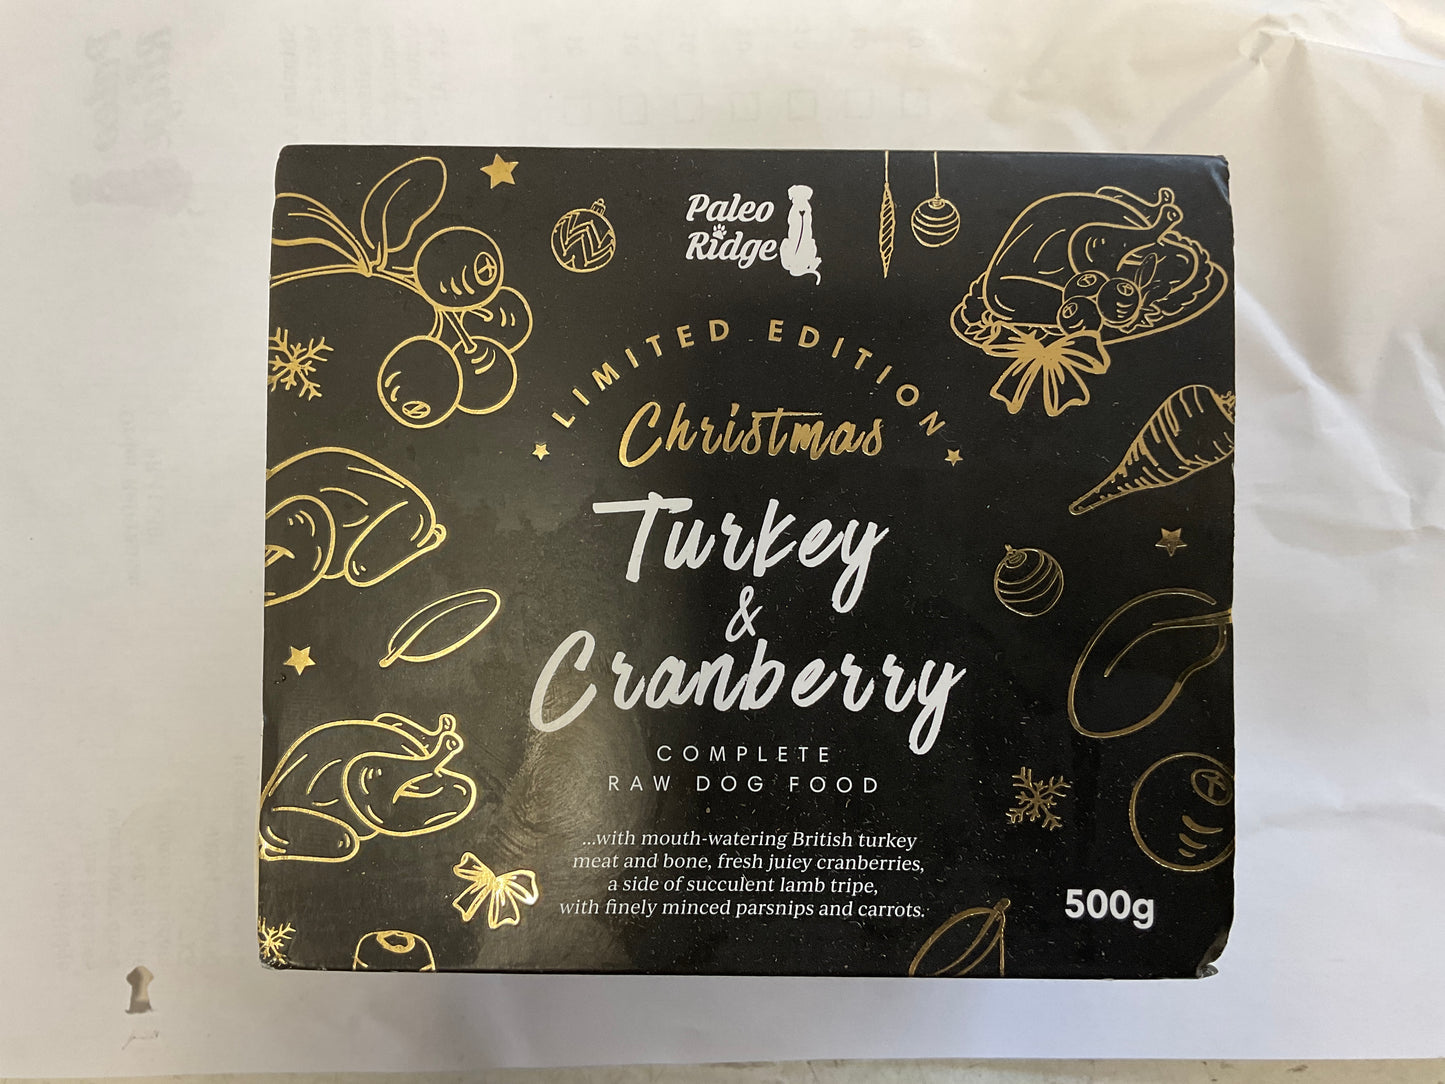 Paleo
Ridge
LIMITED EDITION
Christmas
Turkey
&
Cranberry
COMPLETE
RAW DOG FOOD
...with mouth-watering British turkey
meat and bone, fresh juicy cranberries,
a side of succulent lamb tripe,
with finely minced parsnips and carrots.
500g